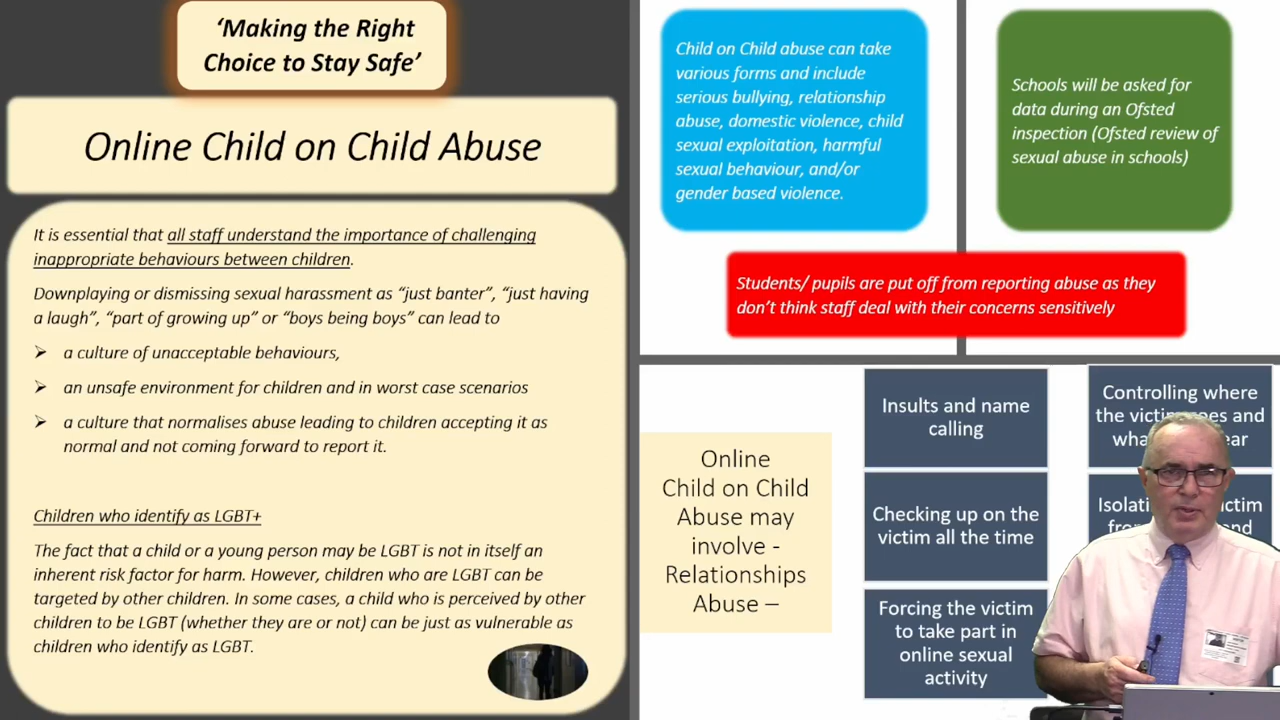 ‘Making the Right
Choice to Stay Safe’
Online Child on Child Abuse
It is essential that all staff understand the importance of challenging
inappropriate behaviours between children.
Downplaying or dismissing sexual harassment as “just banter”, “just having
a laugh”, “part of growing up” or “boys being boys” can lead to
a culture of unacceptable behaviours,
an unsafe environment for children and in worst case scenarios
a culture that normalises abuse leading to children accepting it as
normal and not coming forward to report it.
Children who identify as LGBT+
The fact that a child or a young person may be LGBT is not in itself an
inherent risk factor for harm. However, children who are LGBT can be
targeted by other children. In some cases, a child who is perceived by other
children to be LGBT (whether they are or not) can be just as vulnerable as
children who identify as LGBT.
Child on Child abuse can take
various forms and include
serious bullying, relationship
abuse, domestic violence, child
sexual exploitation, harmful
sexual behaviour, and/or
gender based violence.
Schools will be asked for
data during an Ofsted
inspection (Ofsted review of
sexual abuse in schools)
Students/ pupils are put off from reporting abuse as they
don’t think staff deal with their concerns sensitively
Online
Child on Child
Abuse may
involve -
Relationships
Abuse –
Insults and name
calling
Checking up on the
victim all the time
Forcing the victim
to take part in
online sexual
activity
Controlling where
the victim and